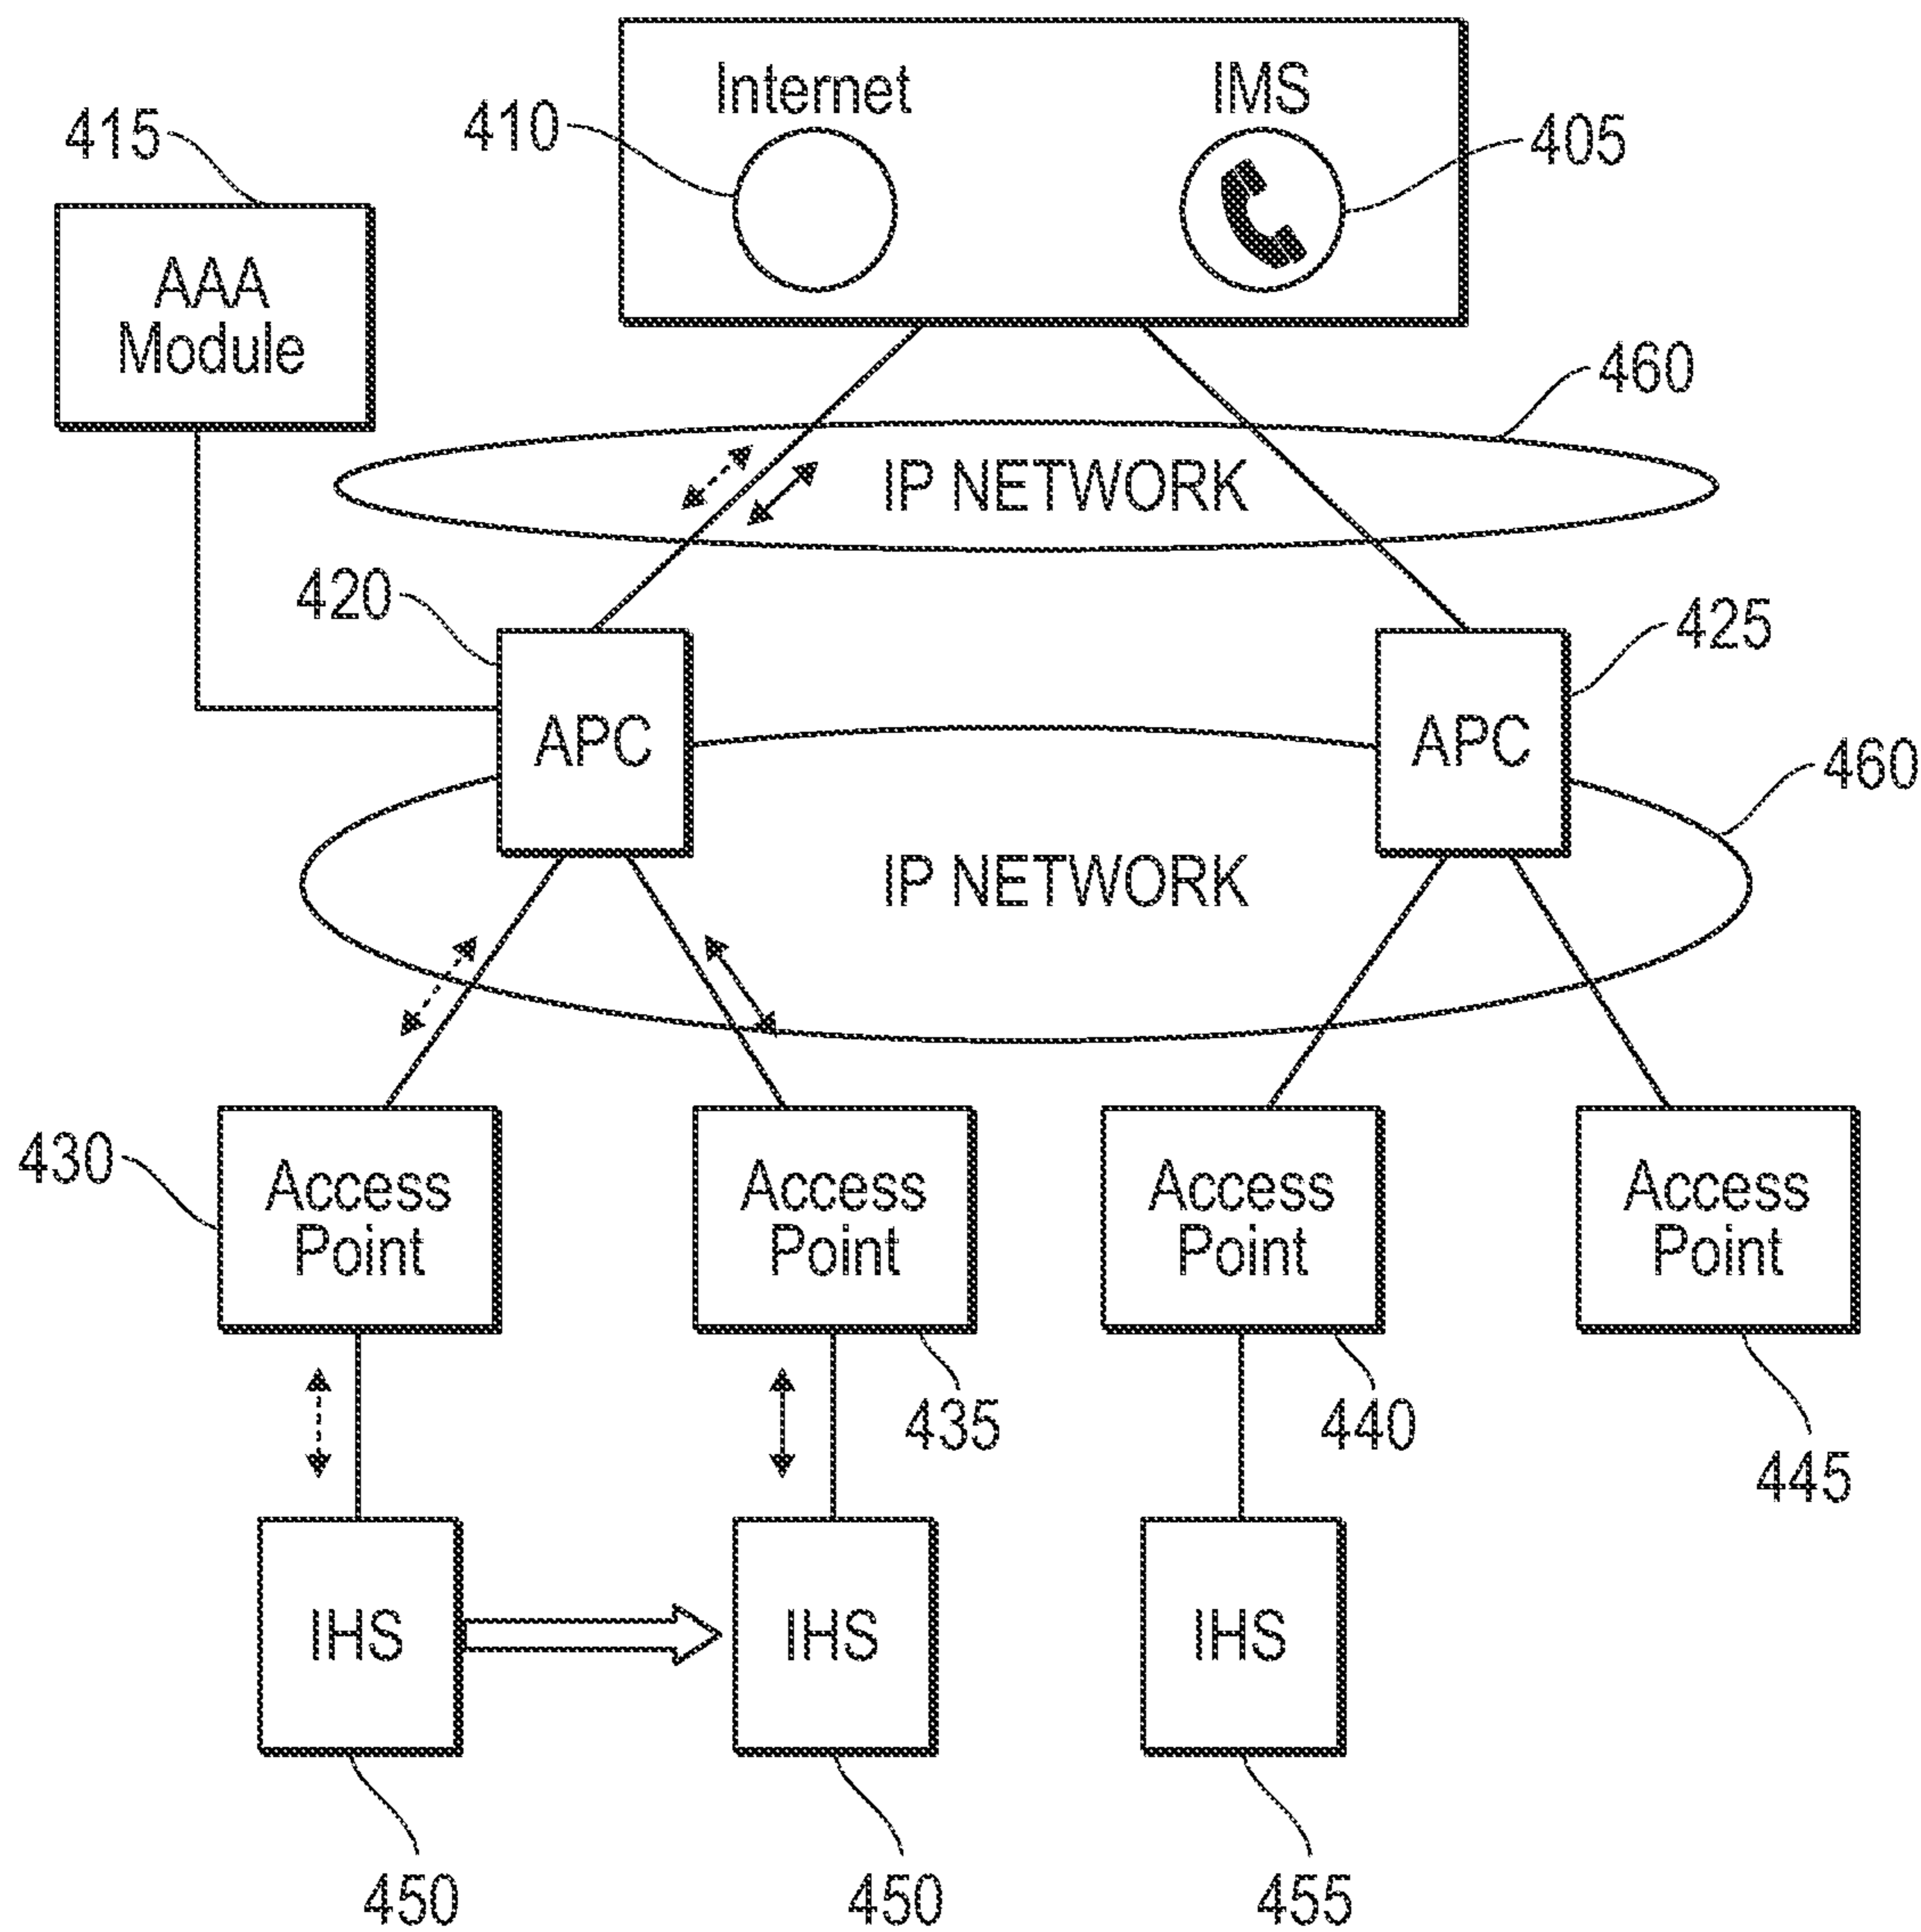 Internet
IMS
415
410
405
AAA
Module
460
IP NETWORK
420
425
APC
APC
460
IP NETWORK
430
Access
Point
Access
Point
Access
Point
Access
Point
435
440
445
IHS
IHS
IHS
450
450
455